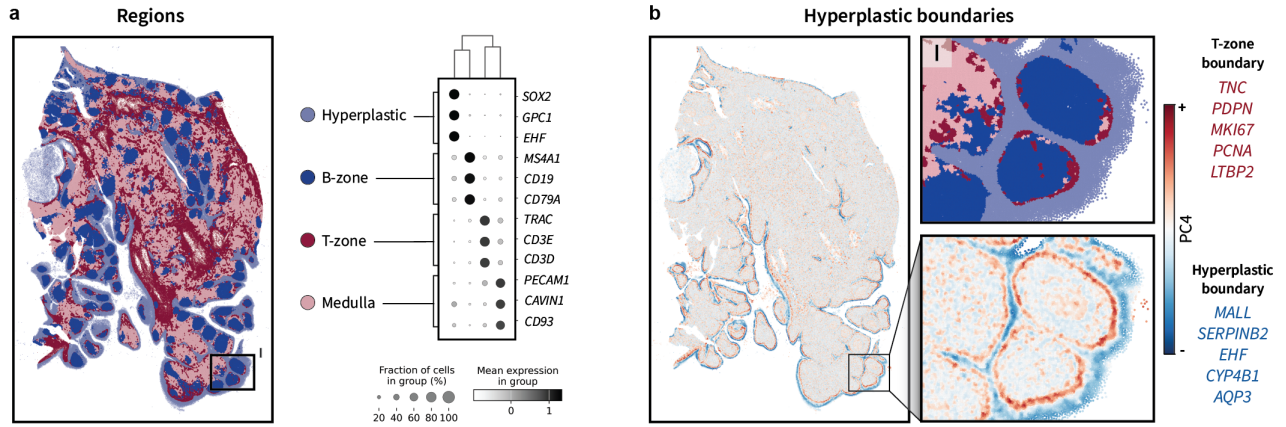 a
Regions
Hyperplastic
B-zone
T-zone
Medulla
SOX2
GPC1
EHF
MS4A1
CD19
CD79A
TRAC
CD3E
CD3D
PECAM1
CAVIN1
CD93
I
Fraction of cells
in group (%)
20 40 60 80 100
Mean expression
in group
0 1
b
Hyperplastic boundaries
I
T-zone
boundary
TNC
PDPN
MKI67
PCNA
LTBP2
+
PC4
-
Hyperplastic
boundary
MALL
SERPINB2
EHF
CYP4B1
AQP3